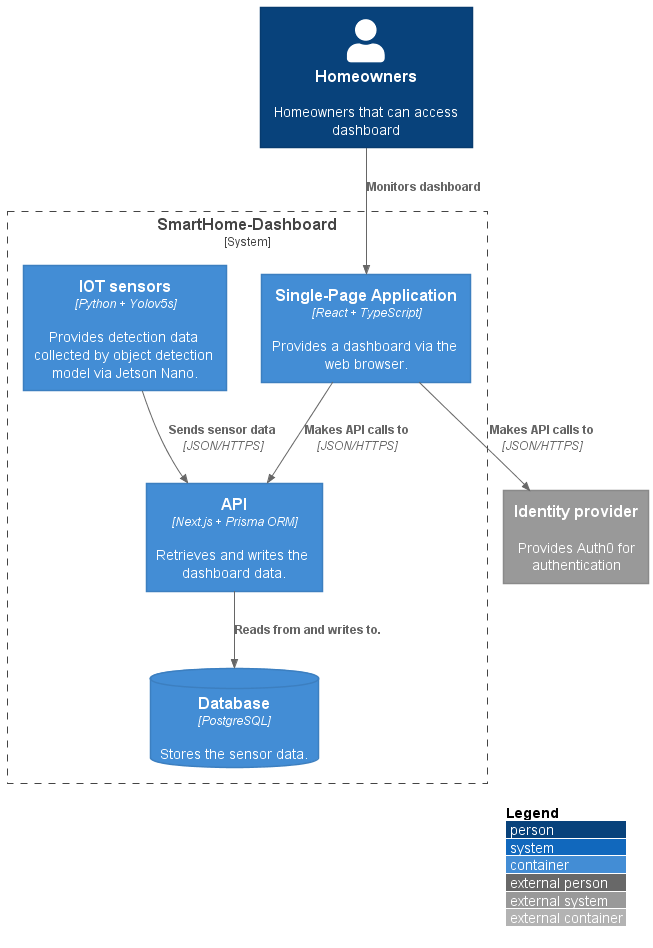 Homeowners
Homeowners that can access
dashboard
Monitors dashboard
SmartHome-Dashboard
[System]
IOT sensors
[Python + Yolov5s]
Provides detection data
collected by object detection
model via Jetson Nano.
Single-Page Application
[React + TypeScript]
Provides a dashboard via the
web browser.
Sends sensor data
[JSON/HTTPS]
Makes API calls to
[JSON/HTTPS]
Makes API calls to
[JSON/HTTPS]
API
[Next.js + Prisma ORM]
Retrieves and writes the
dashboard data.
Identity provider
Provides Auth0 for
authentication
Reads from and writes to.
Database
[PostgreSQL]
Stores the sensor data.
Legend
person
system
container
external person
external system
external container